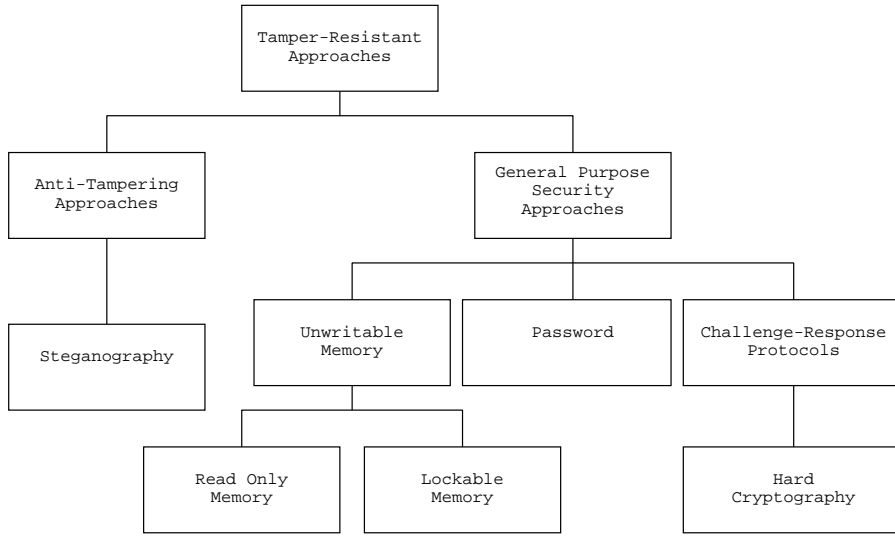 Tamper-Resistant
Approaches
Anti-Tampering
Approaches
General Purpose
Security
Approaches
Steganography
Unwritable
Memory
Password
Challenge-Response
Protocols
Read Only
Memory
Lockable
Memory
Hard
Cryptography